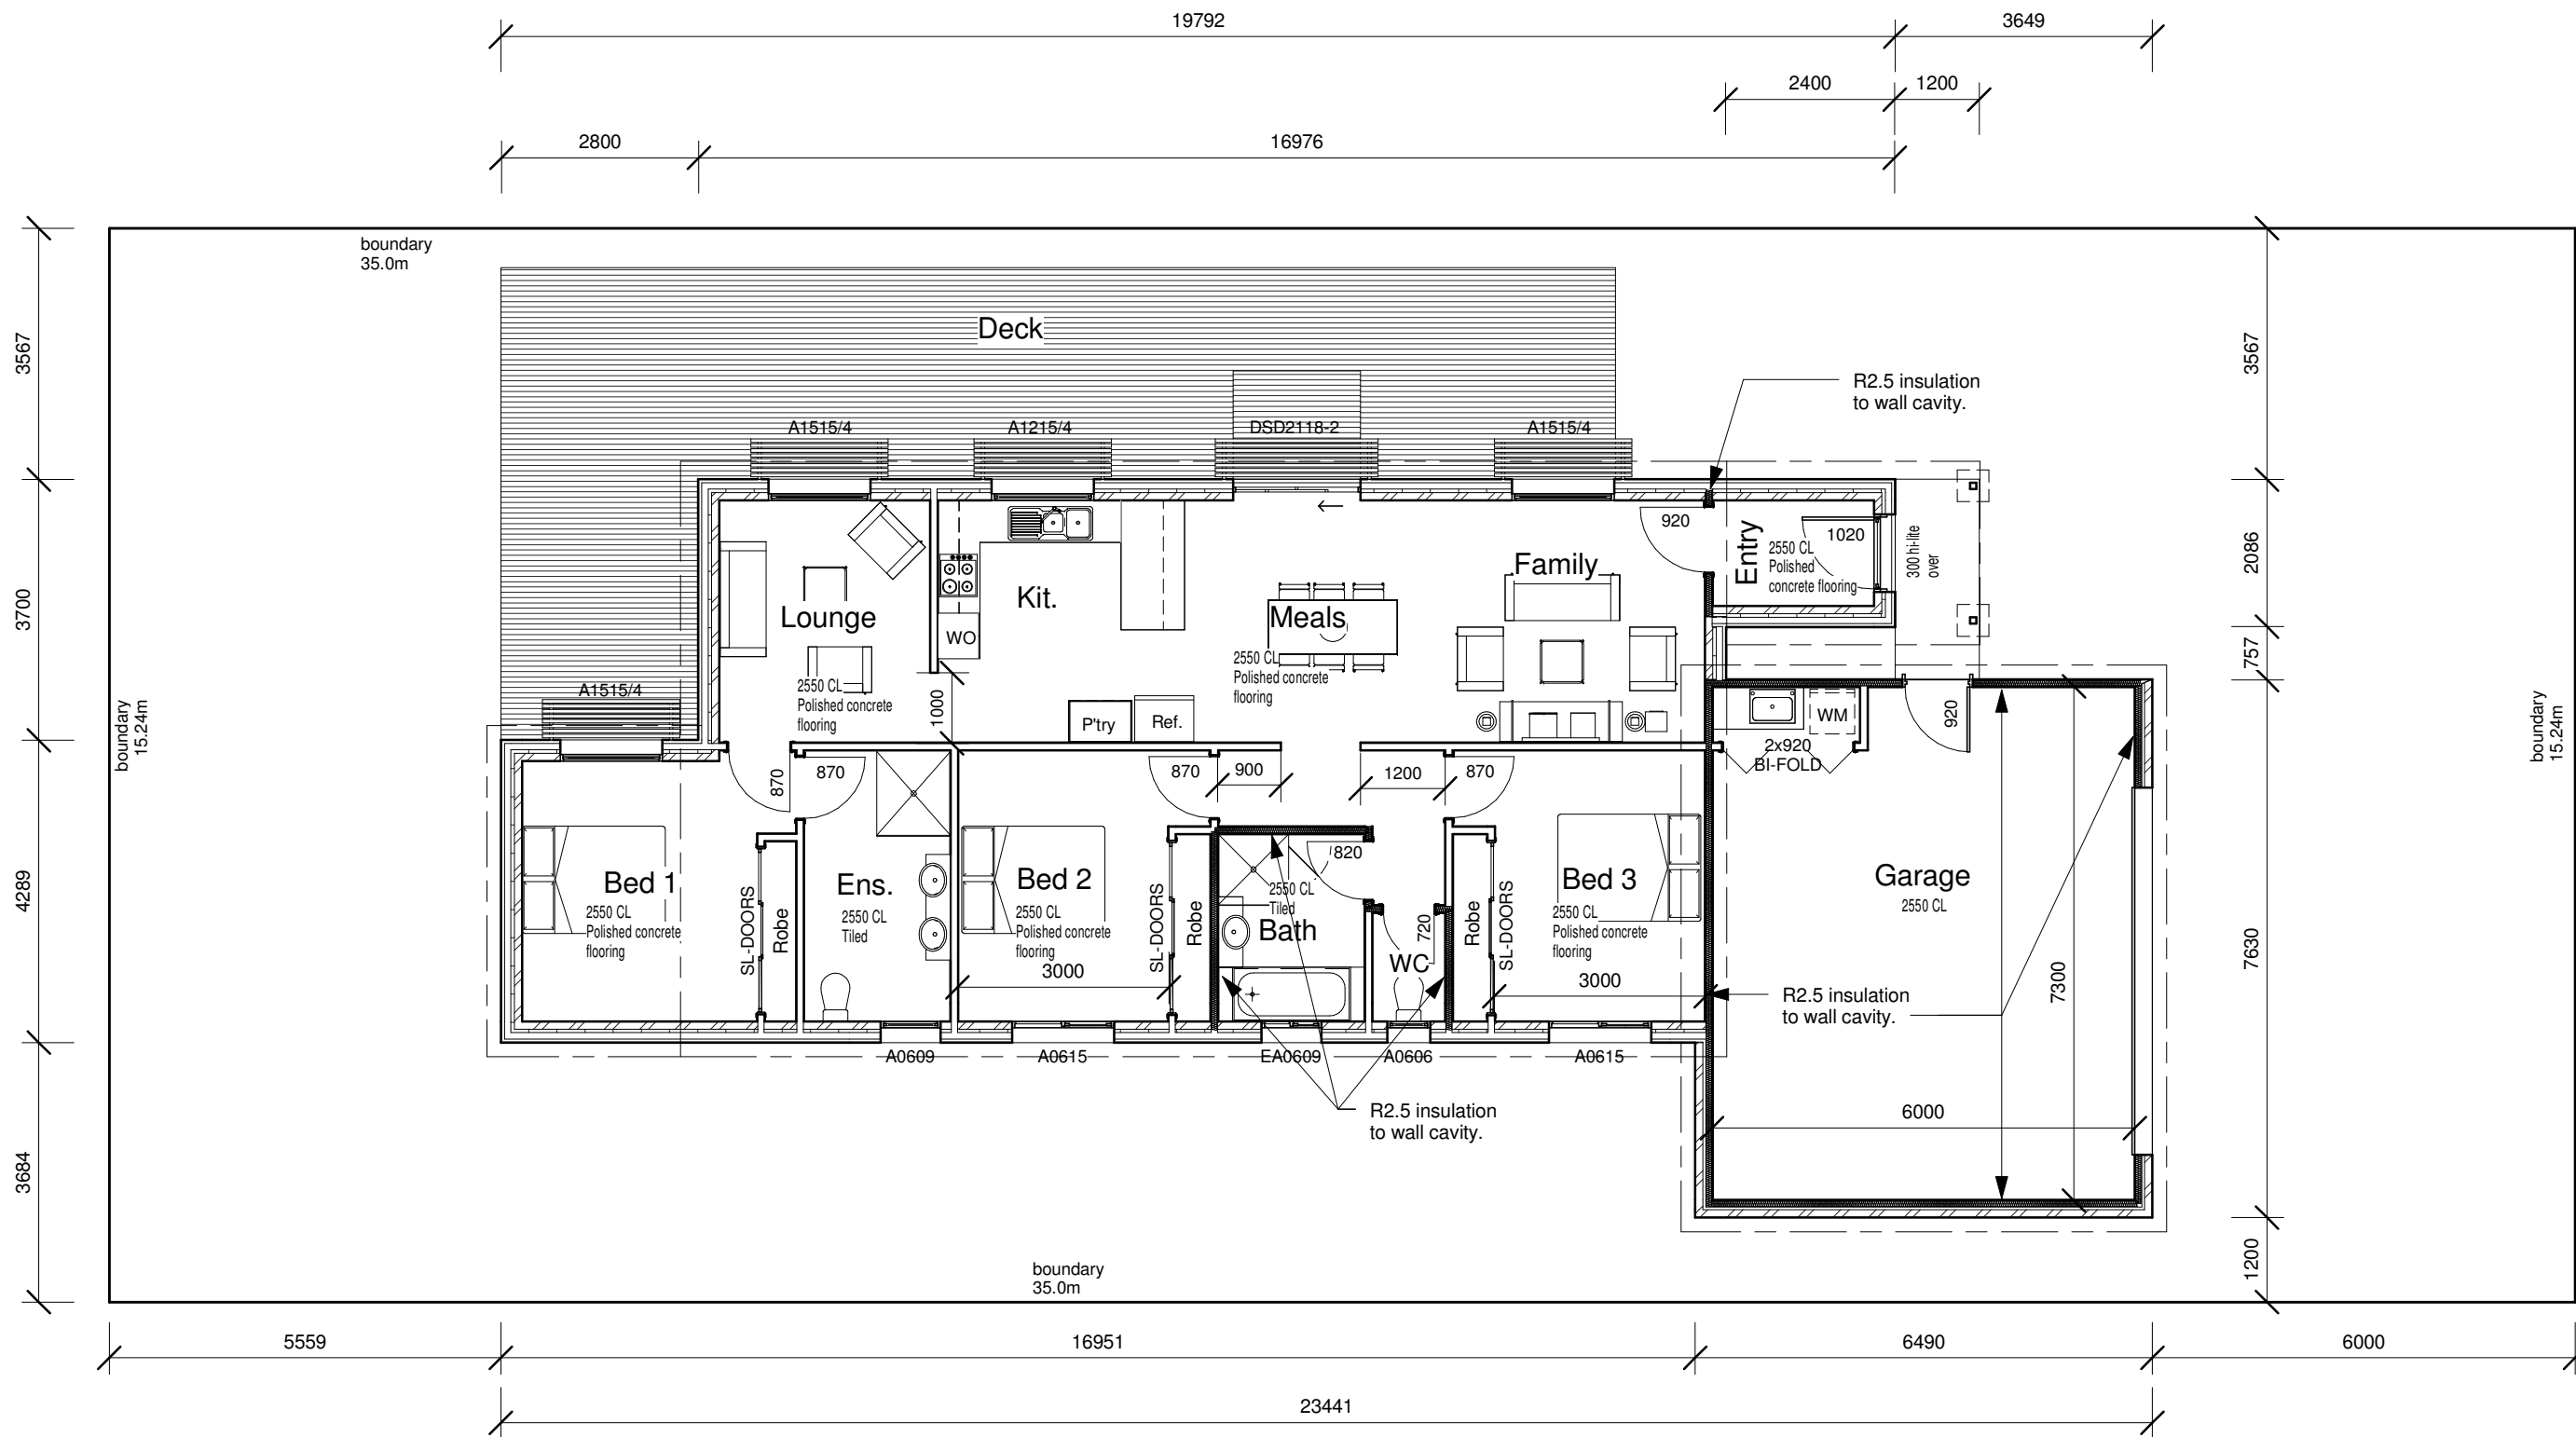 19792
3649
2400
1200
2800
16976
boundary
35.0m
3567
3700
4289
3684
boundary
15.24m
Deck
R2.5 insulation
to wall cavity.
A1515/4
A1215/4
DSD2118-2
A1515/4
A1515/4
3567
2086
757
7630
1200
boundary
15.24m
920
Entry
2550 CL
Polished
concrete flooring
1020
300 hi-lite
over
Family
Kit.
Lounge
Meals
WO
2550 CL
Polished concrete
flooring
2550 CL
Polished concrete
flooring
1000
P'try
Ref.
WM
920
2x920
BI-FOLD
870
870
870
900
1200
870
820
Bed 1
2550 CL
Polished concrete
flooring
SL-DOORS
Robe
Ens.
2550 CL
Tiled
Bed 2
2550 CL
Polished concrete
flooring
3000
SL-DOORS
Robe
2550 CL
Tiled
Bath
720
WC
Robe
SL-DOORS
Bed 3
2550 CL
Polished concrete
flooring
3000
Garage
2550 CL
7300
R2.5 insulation
to wall cavity.
6000
A0609
A0615
EA0609
A0606
A0615
R2.5 insulation
to wall cavity.
boundary
35.0m
5559
16951
6490
6000
23441